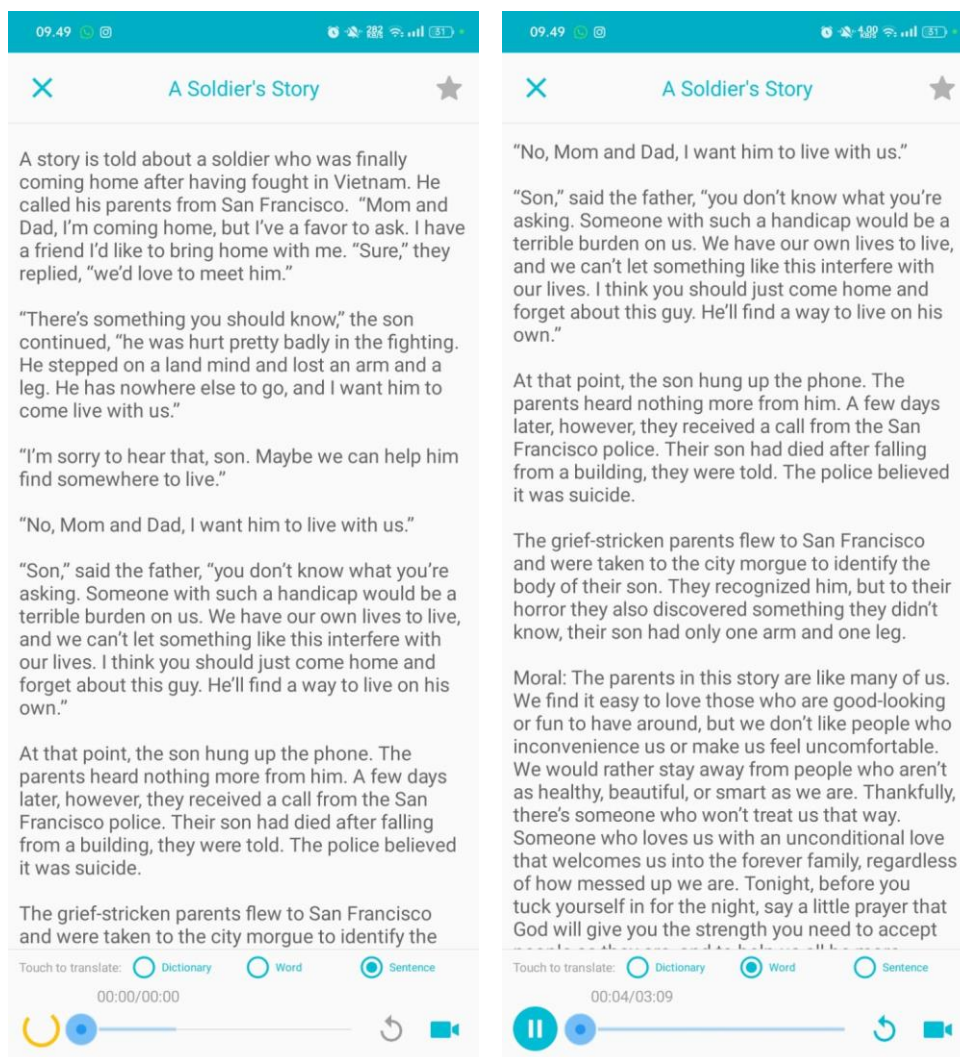 09.49
282 KB/S
31
A Soldier's Story
A story is told about a soldier who was finally
coming home after having fought in Vietnam. He
called his parents from San Francisco.  “Mom and
Dad, I’m coming home, but I’ve a favor to ask. I have
a friend I’d like to bring home with me. “Sure,” they
replied, “we’d love to meet him.”
“There’s something you should know,” the son
continued, “he was hurt pretty badly in the fighting.
He stepped on a land mind and lost an arm and a
leg. He has nowhere else to go, and I want him to
come live with us.”
“I’m sorry to hear that, son. Maybe we can help him
find somewhere to live.”
“No, Mom and Dad, I want him to live with us.”
“Son,” said the father, “you don’t know what you’re
asking. Someone with such a handicap would be a
terrible burden on us. We have our own lives to live,
and we can’t let something like this interfere with
our lives. I think you should just come home and
forget about this guy. He’ll find a way to live on his
own.”
At that point, the son hung up the phone. The
parents heard nothing more from him. A few days
later, however, they received a call from the San
Francisco police. Their son had died after falling
from a building, they were told. The police believed
it was suicide.
The grief-stricken parents flew to San Francisco
and were taken to the city morgue to identify the
Touch to translate: Dictionary Word Sentence
00:00/00:00
09.49
4.00 KB/S
31
A Soldier's Story
“No, Mom and Dad, I want him to live with us.”
“Son,” said the father, “you don’t know what you’re
asking. Someone with such a handicap would be a
terrible burden on us. We have our own lives to live,
and we can’t let something like this interfere with
our lives. I think you should just come home and
forget about this guy. He’ll find a way to live on his
own.”
At that point, the son hung up the phone. The
parents heard nothing more from him. A few days
later, however, they received a call from the San
Francisco police. Their son had died after falling
from a building, they were told. The police believed
it was suicide.
The grief-stricken parents flew to San Francisco
and were taken to the city morgue to identify the
body of their son. They recognized him, but to their
horror they also discovered something they didn’t
know, their son had only one arm and one leg.
Moral: The parents in this story are like many of us.
We find it easy to love those who are good-looking
or fun to have around, but we don’t like people who
inconvenience us or make us feel uncomfortable.
We would rather stay away from people who aren’t
as healthy, beautiful, or smart as we are. Thankfully,
there’s someone who won’t treat us that way.
Someone who loves us with an unconditional love
that welcomes us into the forever family, regardless
of how messed up we are. Tonight, before you
tuck yourself in for the night, say a little prayer that
God will give you the strength you need to accept
Touch to translate: Dictionary Word Sentence
00:04/03:09